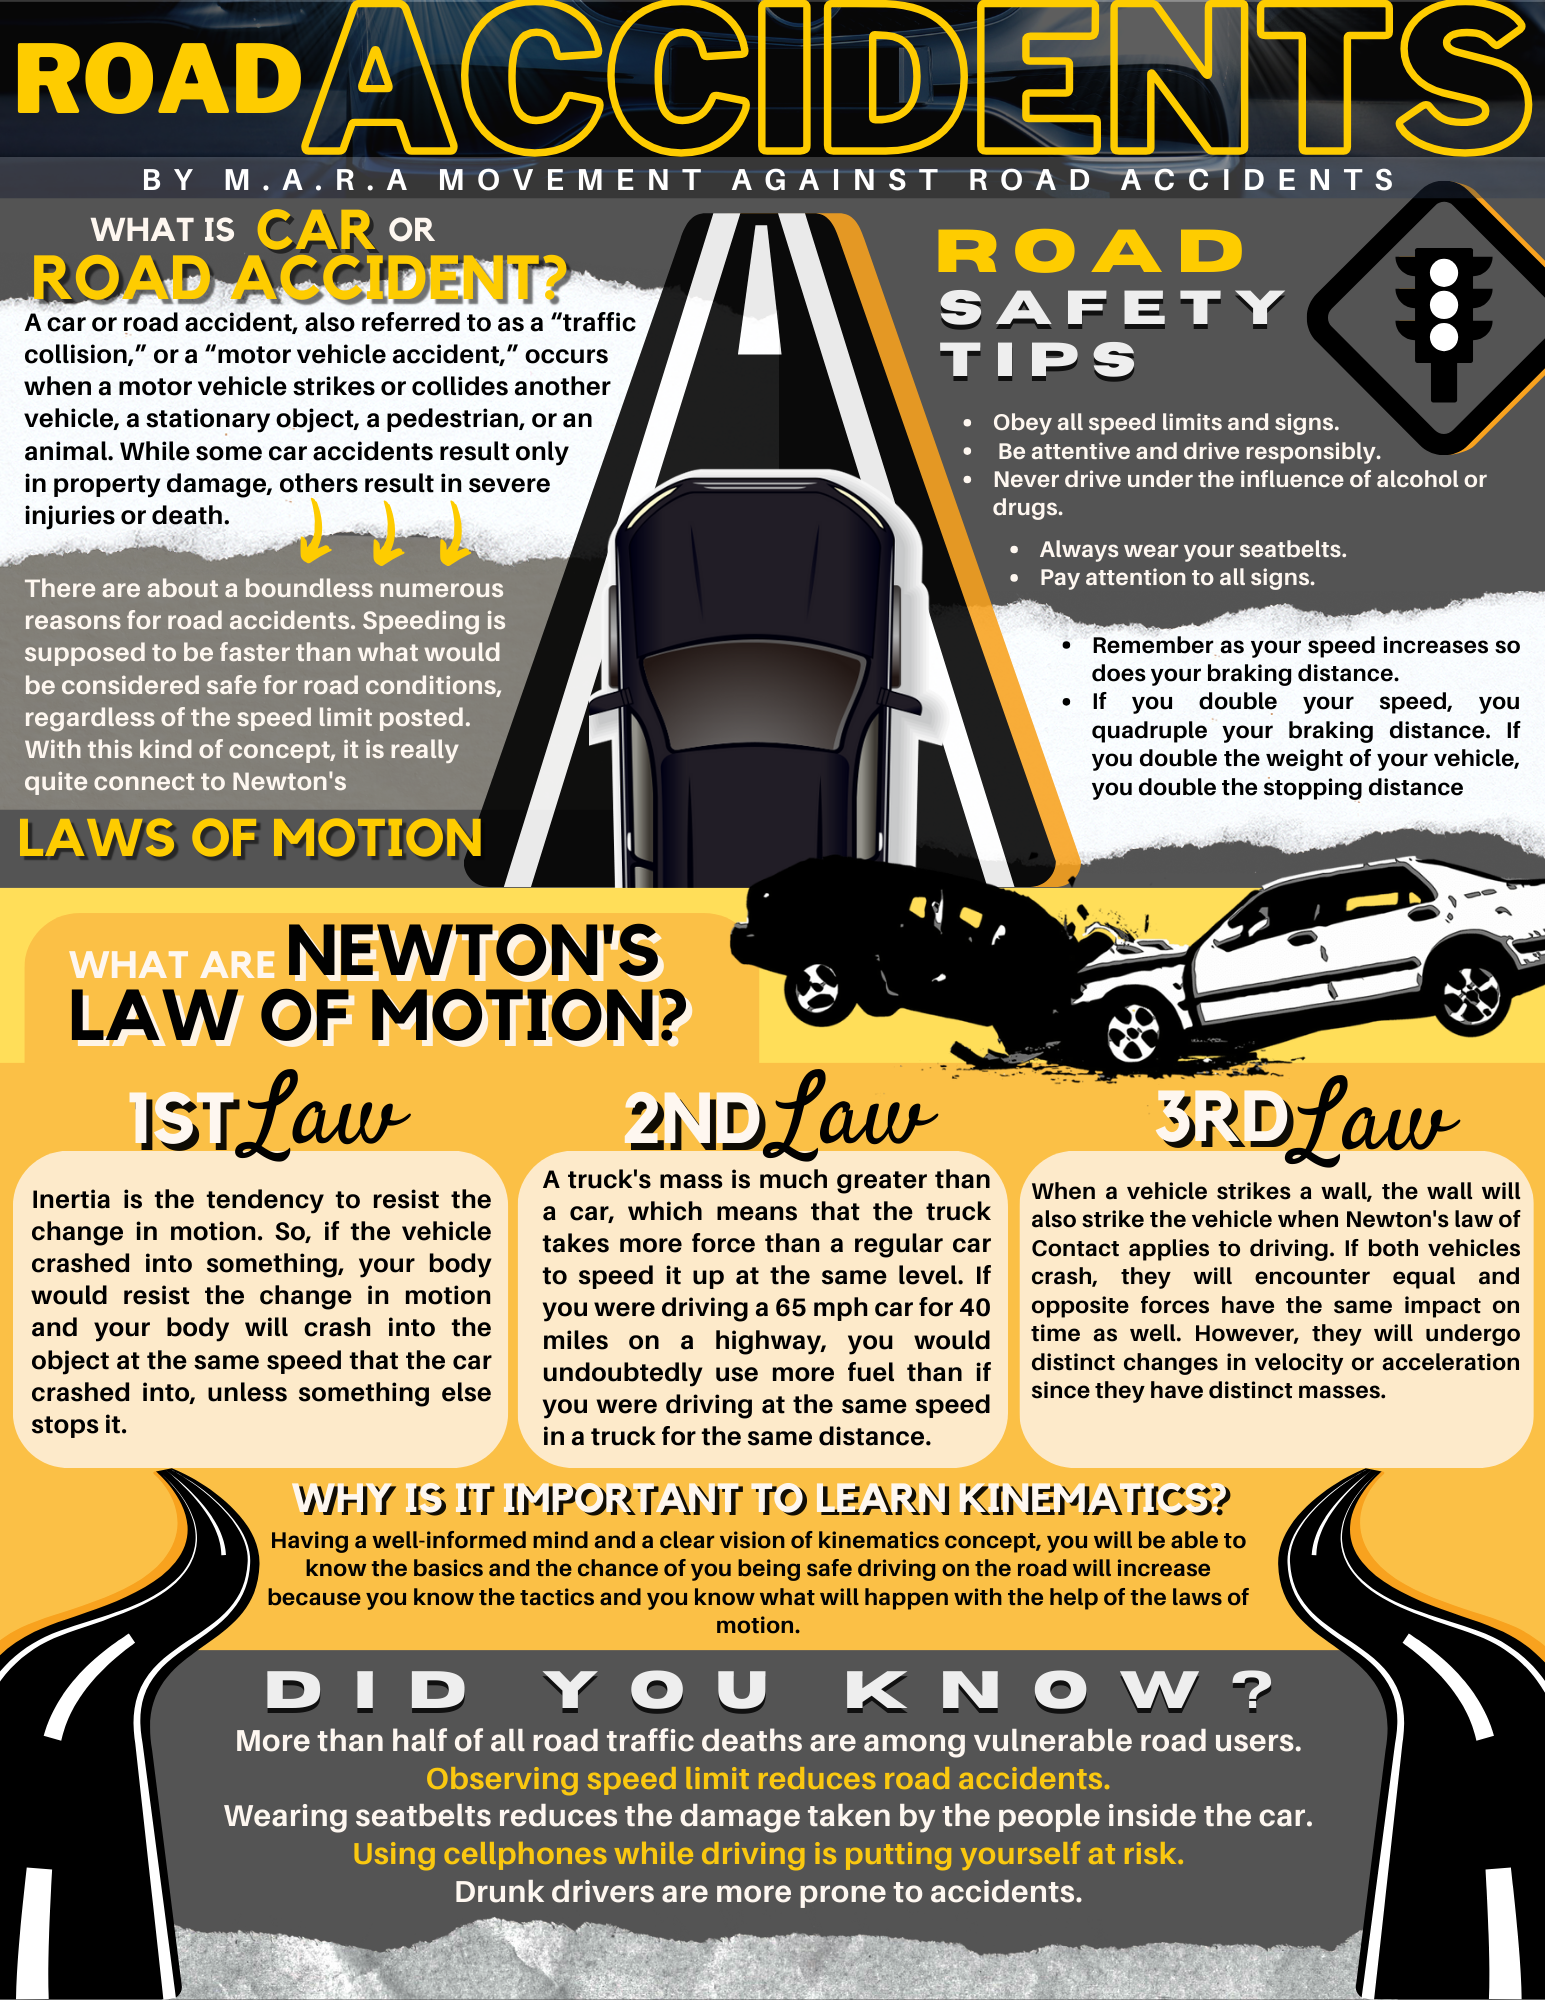 ROAD ACCIDENTS
BY M.A.R.A MOVEMENT AGAINST ROAD ACCIDENTS
WHAT IS CAR OR
ROAD ACCIDENT?
A car or road accident, also referred to as a “traffic
collision,” or a “motor vehicle accident,” occurs
when a motor vehicle strikes or collides another
vehicle, a stationary object, a pedestrian, or an
animal. While some car accidents result only
in property damage, others result in severe
injuries or death.
There are about a boundless numerous
reasons for road accidents. Speeding is
supposed to be faster than what would
be considered safe for road conditions,
regardless of the speed limit posted.
With this kind of concept, it is really
quite connect to Newton's
LAWS OF MOTION
ROAD
SAFETY
TIPS
• Obey all speed limits and signs.
• Be attentive and drive responsibly.
• Never drive under the influence of alcohol or
drugs.
• Always wear your seatbelts.
• Pay attention to all signs.
• Remember as your speed increases so
does your braking distance.
• If you double your speed, you
quadruple your braking distance. If
you double the weight of your vehicle,
you double the stopping distance
WHAT ARE NEWTON'S
LAW OF MOTION?
1ST Law
Inertia is the tendency to resist the
change in motion. So, if the vehicle
crashed into something, your body
would resist the change in motion
and your body will crash into the
object at the same speed that the car
crashed into, unless something else
stops it.
2ND Law
A truck's mass is much greater than
a car, which means that the truck
takes more force than a regular car
to speed it up at the same level. If
you were driving a 65 mph car for 40
miles on a highway, you would
undoubtedly use more fuel than if
you were driving at the same speed
in a truck for the same distance.
3RD Law
When a vehicle strikes a wall, the wall will
also strike the vehicle when Newton's law of
Contact applies to driving. If both vehicles
crash, they will encounter equal and
opposite forces have the same impact on
time as well. However, they will undergo
distinct changes in velocity or acceleration
since they have distinct masses.
WHY IS IT IMPORTANT TO LEARN KINEMATICS?
Having a well-informed mind and a clear vision of kinematics concept, you will be able to
know the basics and the chance of you being safe driving on the road will increase
because you know the tactics and you know what will happen with the help of the laws of
motion.
DID YOU KNOW?
More than half of all road traffic deaths are among vulnerable road users.
Observing speed limit reduces road accidents.
Wearing seatbelts reduces the damage taken by the people inside the car.
Using cellphones while driving is putting yourself at risk.
Drunk drivers are more prone to accidents.